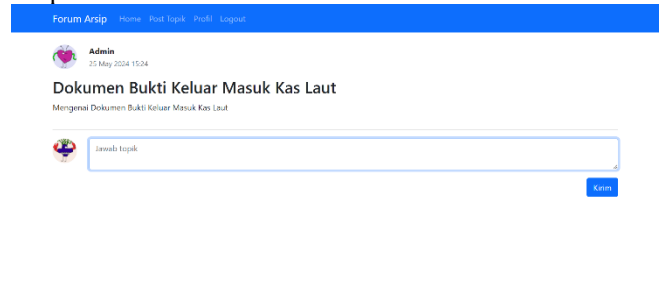 Forum Arsip Home Post Topik Profil Logout
Admin
25 May 2024 15:24
Dokumen Bukti Keluar Masuk Kas Laut
Mengenai Dokumen Bukti Keluar Masuk Kas Laut
Jawab topik
Kirim